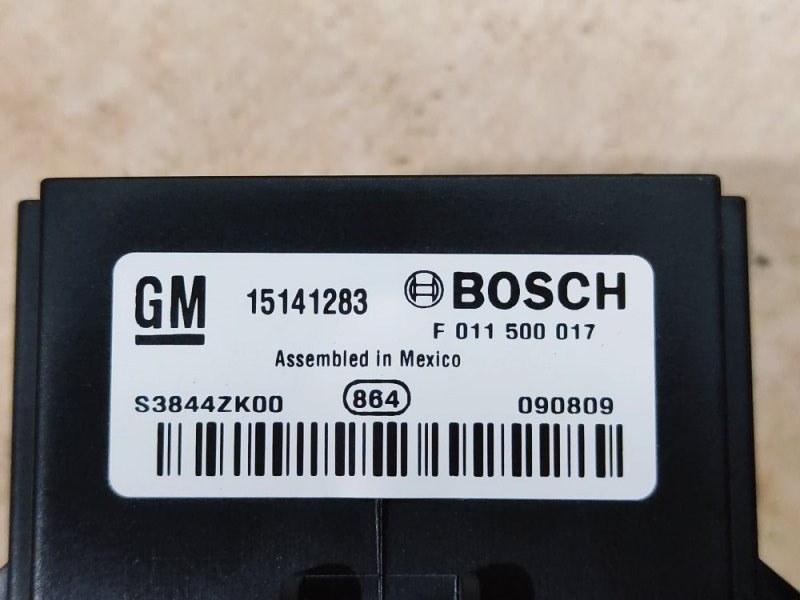 GM 15141283 BOSCH
F 011 500 017
Assembled in Mexico
S3844ZK00 864 090809